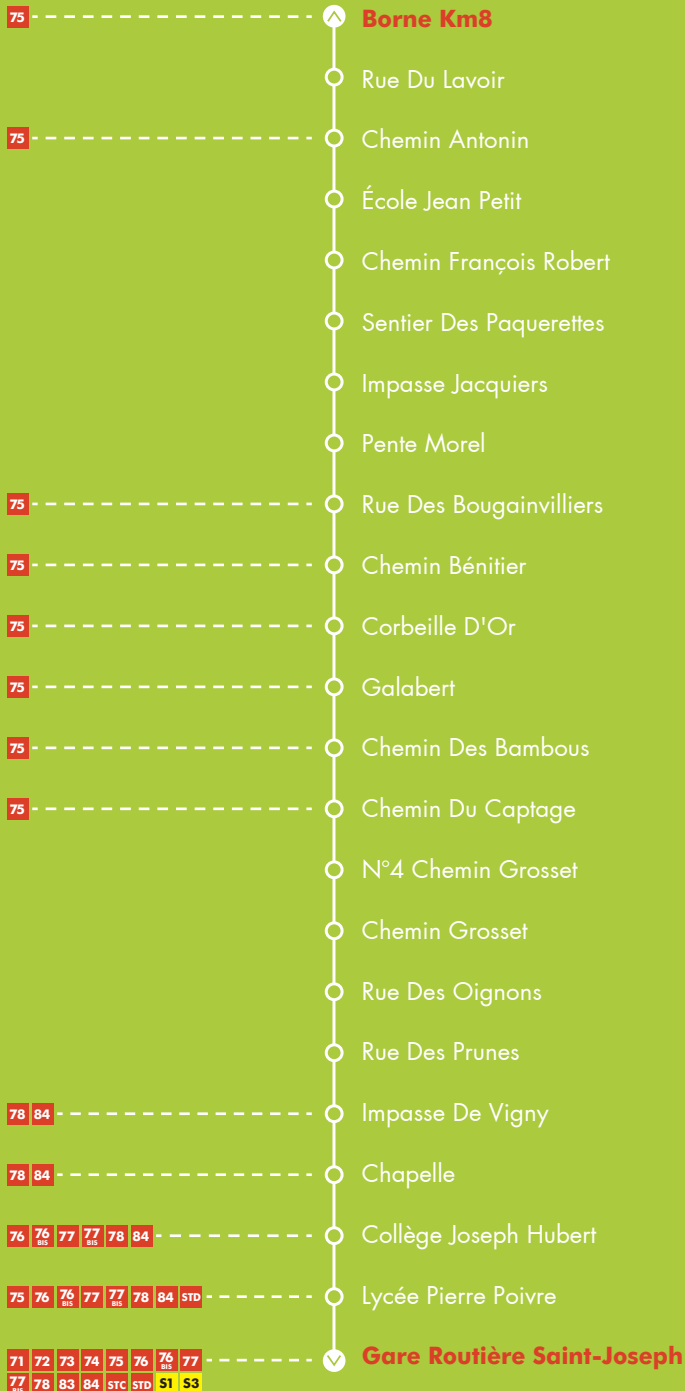 75 Borne Km8
Rue Du Lavoir
75 Chemin Antonin
École Jean Petit
Chemin François Robert
Sentier Des Paquerettes
Impasse Jacquiers
Pente Morel
75 Rue Des Bougainvilliers
75 Chemin Bénitier
75 Corbeille D'Or
75 Galabert
75 Chemin Des Bambous
75 Chemin Du Captage
N°4 Chemin Grosset
Chemin Grosset
Rue Des Oignons
Rue Des Prunes
78 84 Impasse De Vigny
78 84 Chapelle
76 76 BIS 77 77 BIS 78 84 Collège Joseph Hubert
75 76 76 BIS 77 77 BIS 78 84 STD Lycée Pierre Poivre
71 72 73 74 75 76 76 BIS 77 Gare Routière Saint-Joseph
77 BIS 78 83 84 STC STD S1 S3